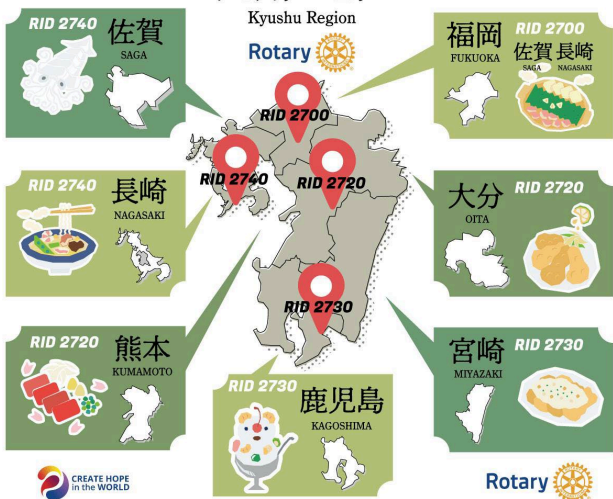 Kyushu Region
Rotary
RID 2740
佐賀
SAGA
RID 2700
福岡
FUKUOKA
佐賀 長崎
SAGA NAGASAKI
RID 2700
RID 2740
RID 2720
RID 2730
RID 2740
長崎
NAGASAKI
RID 2720
大分
OITA
RID 2720
熊本
KUMAMOTO
RID 2730
鹿児島
KAGOSHIMA
RID 2730
宮崎
MIYAZAKI
CREATE HOPE
in the WORLD
Rotary